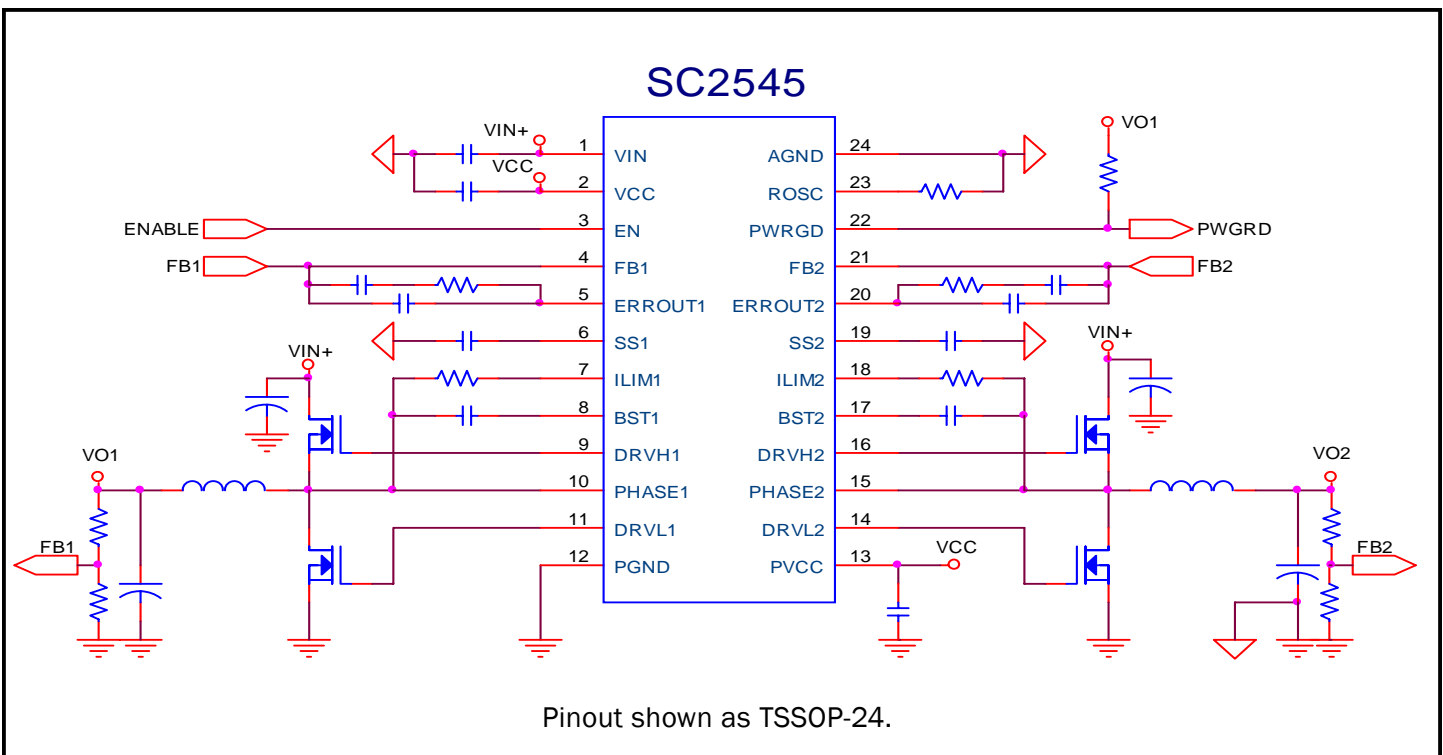 SC2545
VIN+
1
VIN
VCC
2
VCC
ENABLE
3
EN
FB1
4
FB1
5
ERROUT1
6
SS1
VIN+
7
ILIM1
8
BST1
9
DRVH1
VO1
10
PHASE1
11
DRVL1
FB1
12
PGND
VO1
AGND
24
ROSC
23
PWRGD
22
PWGRD
FB2
21
FB2
ERROUT2
20
SS2
19
VIN+
ILIM2
18
BST2
17
DRVH2
16
VO2
PHASE2
15
DRVL2
14
PVCC
13
VCC
FB2
Pinout shown as TSSOP-24.